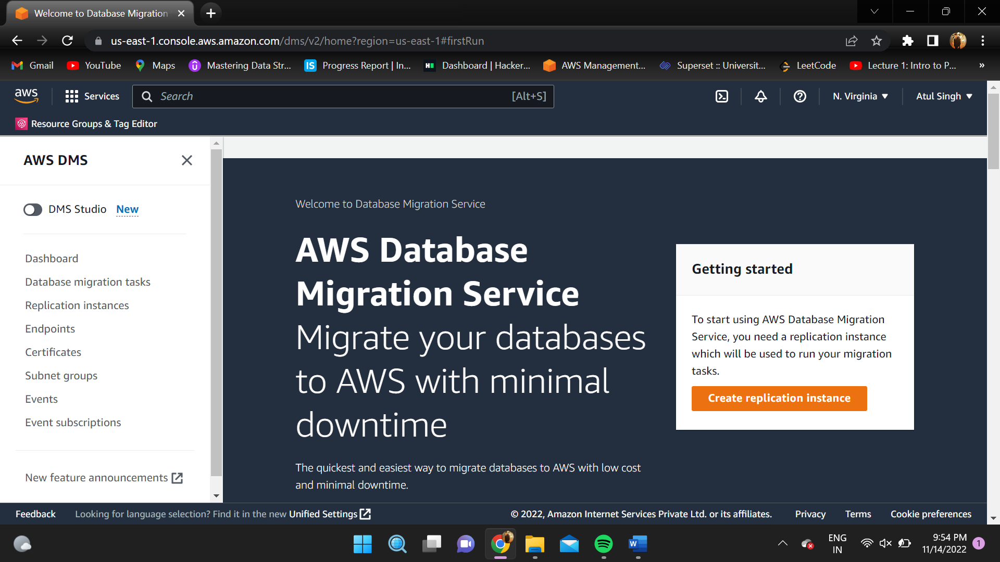 Welcome to Database Migration
us-east-1.console.aws.amazon.com/dms/v2/home?region=us-east-1#firstRun
Gmail YouTube Maps Mastering Data Str... Progress Report | In... Dashboard | Hacker... AWS Management... Superset :: Universit... LeetCode Lecture 1: Intro to P... »
aws Services Search [Alt+S] N. Virginia Atul Singh
Resource Groups & Tag Editor
AWS DMS
DMS Studio New
Dashboard
Database migration tasks
Replication instances
Endpoints
Certificates
Subnet groups
Events
Event subscriptions
New feature announcements
Welcome to Database Migration Service
AWS Database
Migration Service
Migrate your databases
to AWS with minimal
downtime
The quickest and easiest way to migrate databases to AWS with low cost
and minimal downtime.
Getting started
To start using AWS Database Migration
Service, you need a replication instance
which will be used to run your migration
tasks.
Create replication instance
Feedback Looking for language selection? Find it in the new Unified Settings © 2022, Amazon Internet Services Private Ltd. or its affiliates. Privacy Terms Cookie preferences
ENG
IN
9:54 PM
11/14/2022
1